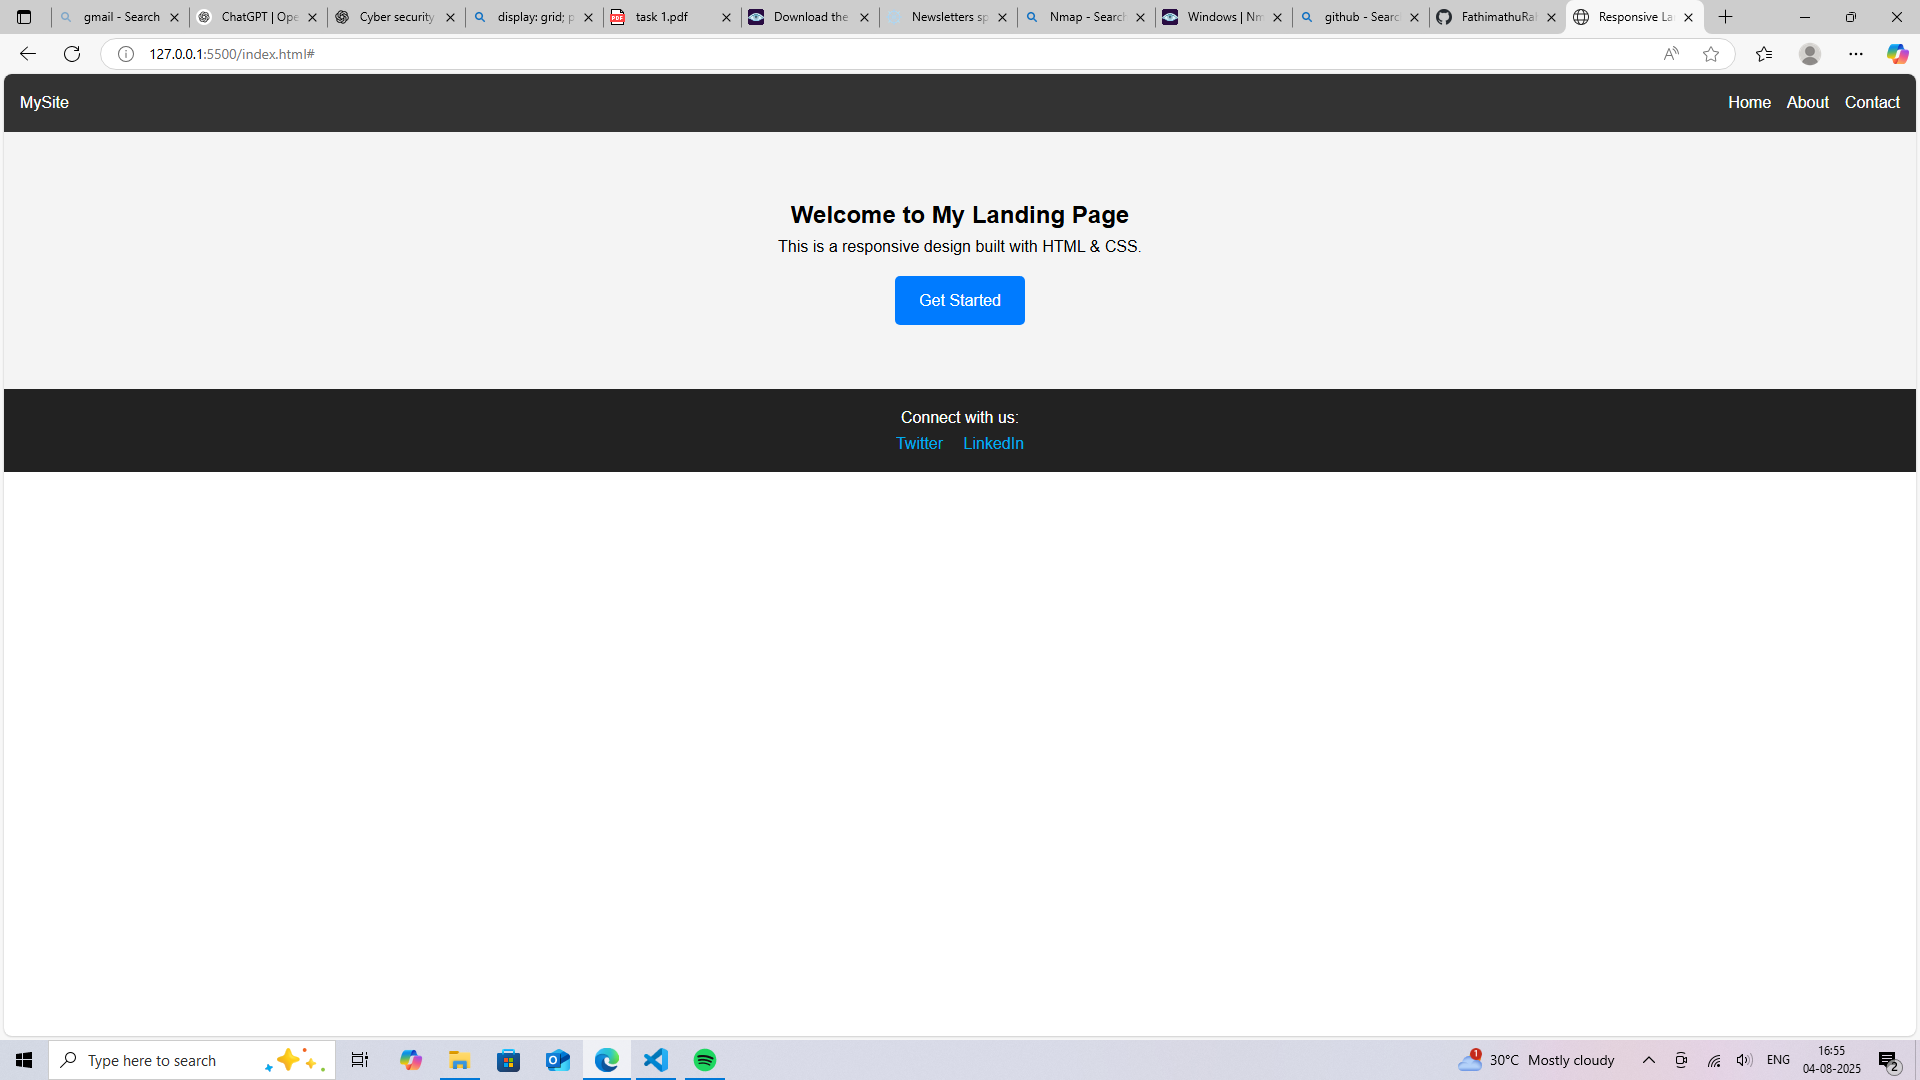 gmail - Search
ChatGPT | Ope
Cyber security
display: grid; p
task 1.pdf
Download the
Newsletters sp
Nmap - Search
Windows | Nm
github - Searc
FathimathuRal
Responsive La
127.0.0.1:5500/index.html#
MySite
Home About Contact
Welcome to My Landing Page
This is a responsive design built with HTML & CSS.
Get Started
Connect with us:
Twitter LinkedIn
Type here to search
1
30°C Mostly cloudy
ENG
16:55
04-08-2025
2